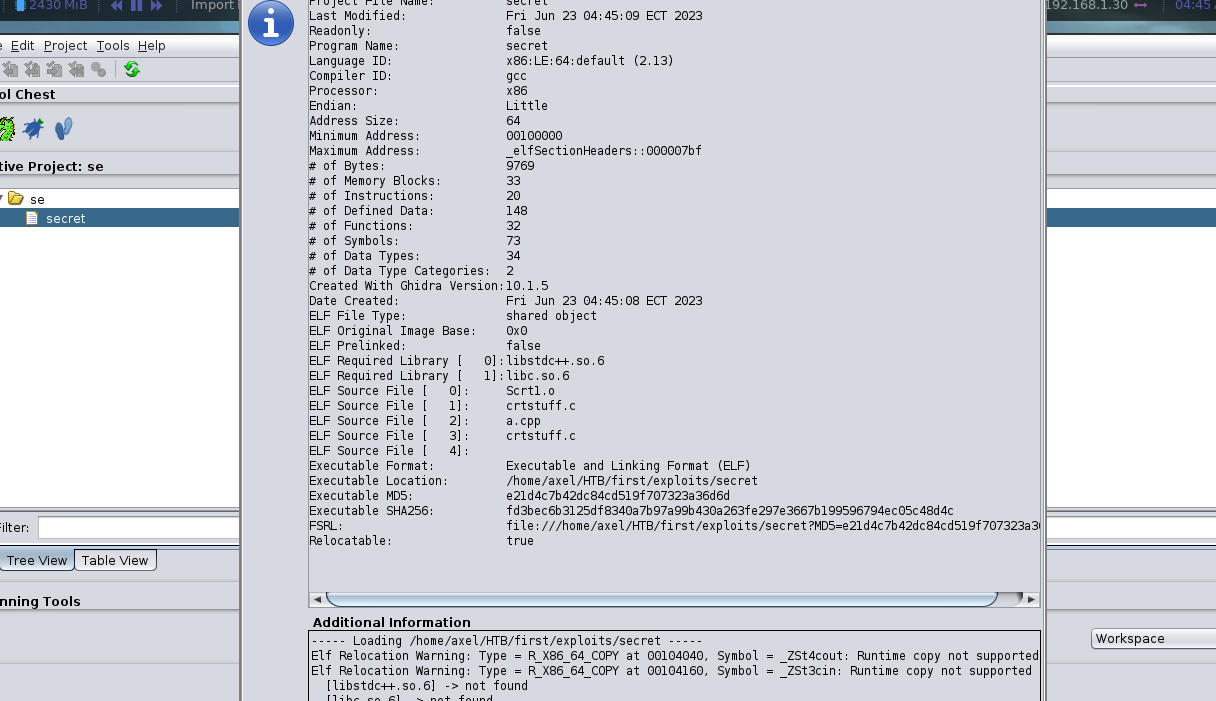 2430 MiB
Import
192.168.1.30
04:45
Edit Project Tools Help
ol Chest
tive Project: se
se
secret
ilter:
Tree View
Table View
nning Tools
Workspace
Project File Name: secret
Last Modified: Fri Jun 23 04:45:09 ECT 2023
Readonly: false
Program Name: secret
Language ID: x86:LE:64:default (2.13)
Compiler ID: gcc
Processor: x86
Endian: Little
Address Size: 64
Minimum Address: 00100000
Maximum Address: _elfSectionHeaders::000007bf
# of Bytes: 9769
# of Memory Blocks: 33
# of Instructions: 20
# of Defined Data: 148
# of Functions: 32
# of Symbols: 73
# of Data Types: 34
# of Data Type Categories: 2
Created With Ghidra Version: 10.1.5
Date Created: Fri Jun 23 04:45:08 ECT 2023
ELF File Type: shared object
ELF Original Image Base: 0x0
ELF Prelinked: false
ELF Required Library [   0]: libstdc++.so.6
ELF Required Library [   1]: libc.so.6
ELF Source File [   0]: Scrt1.o
ELF Source File [   1]: crtstuff.c
ELF Source File [   2]: a.cpp
ELF Source File [   3]: crtstuff.c
ELF Source File [   4]:
Executable Format: Executable and Linking Format (ELF)
Executable Location: /home/axel/HTB/first/exploits/secret
Executable MD5: e21d4c7b42dc84cd519f707323a36d6d
Executable SHA256: fd3bec6b3125df8340a7b97a99b430a263fe297e3667b199596794ec05c48d4c
FSRL: file:///home/axel/HTB/first/exploits/secret?MD5=e21d4c7b42dc84cd519f707323a3
Relocatable: true
Additional Information
----- Loading /home/axel/HTB/first/exploits/secret -----
Elf Relocation Warning: Type = R_X86_64_COPY at 00104040, Symbol = _ZSt4cout: Runtime copy not supported
Elf Relocation Warning: Type = R_X86_64_COPY at 00104160, Symbol = _ZSt3cin: Runtime copy not supported
[libstdc++.so.6] -> not found
[libc.so.6] -> not found